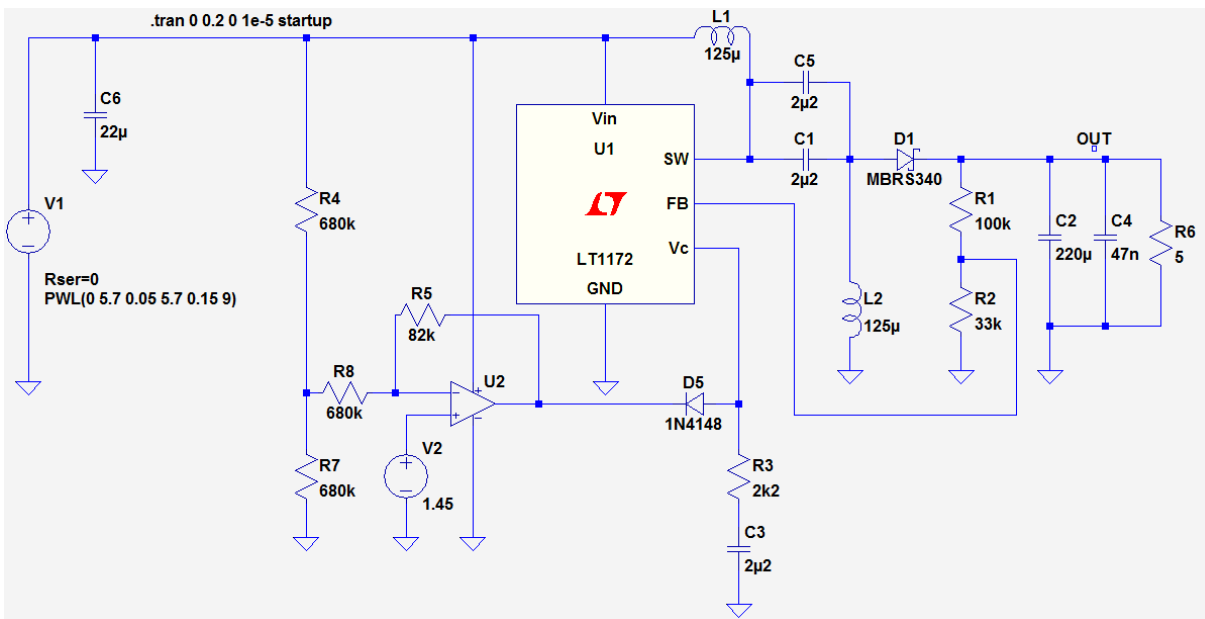 .tran 0 0.2 0 1e-5 startup
L1
125µ
C5
2µ2
C6
22µ
Vin
U1
SW
C1
2µ2
D1
MBRS340
OUT
V1
Rser=0
PWL(0 5.7 0.05 5.7 0.15 9)
R4
680k
FB
R1
100k
C2
220µ
C4
47n
R6
5
Vc
LT1172
GND
R5
82k
L2
125µ
R2
33k
R8
680k
U2
D5
1N4148
V2
1.45
R7
680k
R3
2k2
C3
2µ2